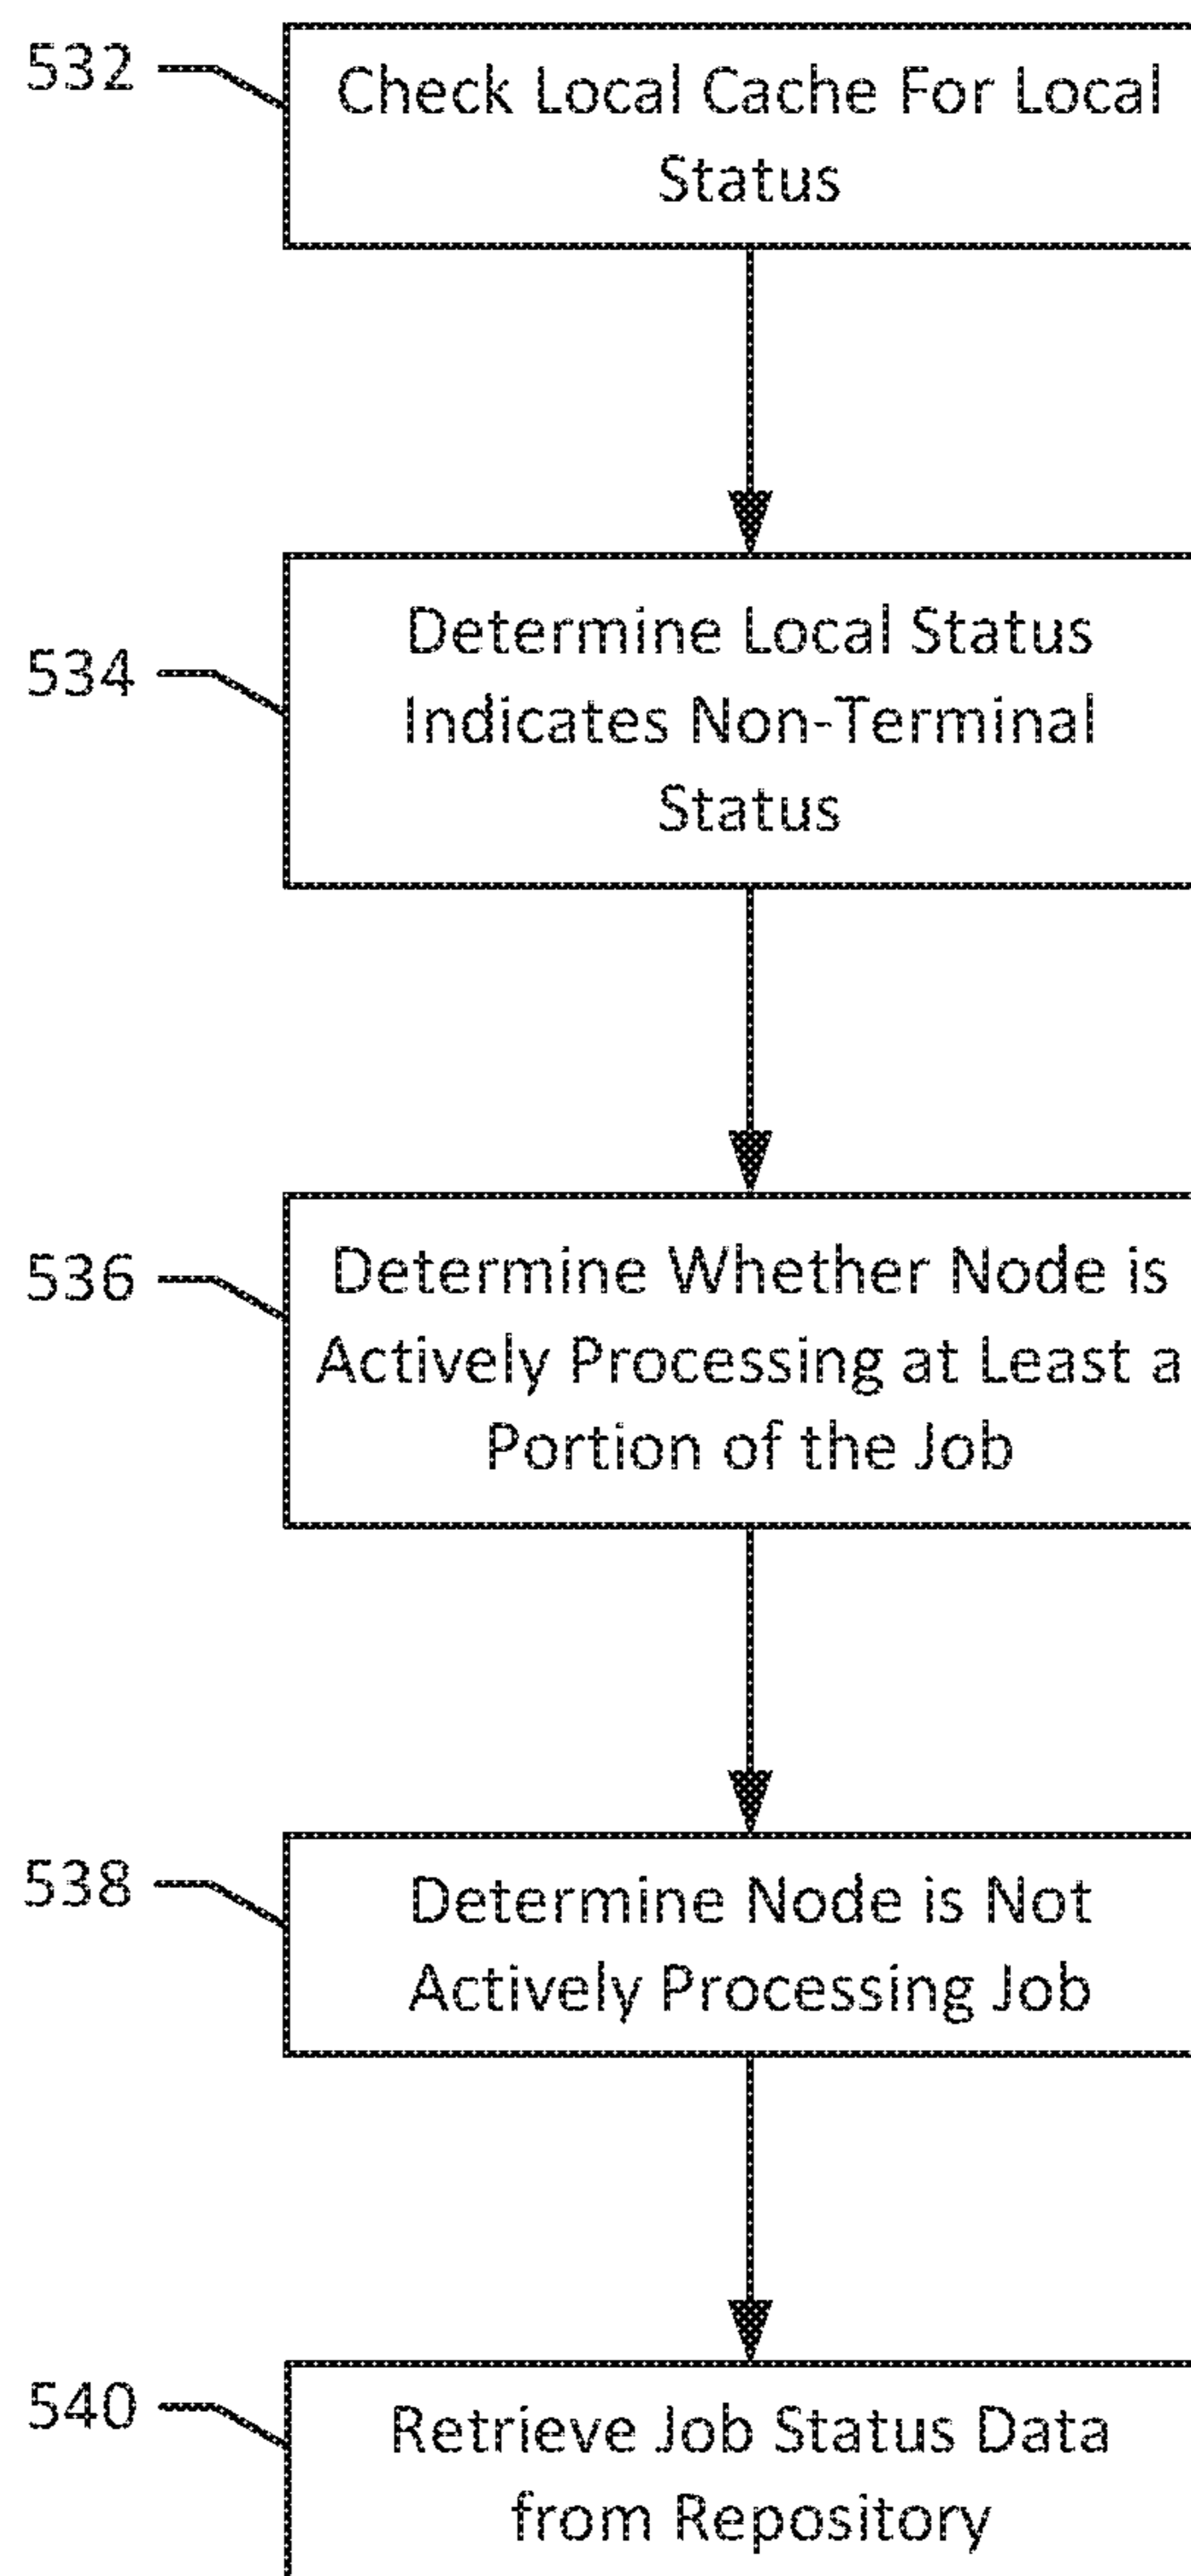 532
Check Local Cache For Local
Status
534
Determine Local Status
Indicates Non-Terminal
Status
536
Determine Whether Node is
Actively Processing at Least a
Portion of the Job
538
Determine Node is Not
Actively Processing Job
540
Retrieve Job Status Data
from Repository